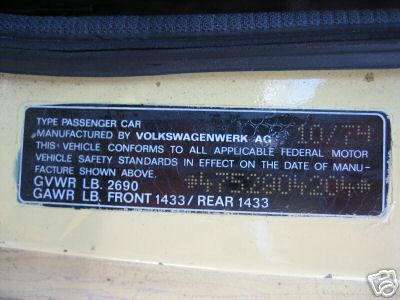 TYPE PASSENGER CAR
MANUFACTURED BY VOLKSWAGENWERK AG 10/74
THIS VEHICLE CONFORMS TO ALL APPLICABLE FEDERAL MOTOR
VEHICLE SAFETY STANDARDS IN EFFECT ON THE DATE OF MANU-
FACTURE SHOWN ABOVE.
GVWR LB. 2690 *4752904204*
GAWR LB. FRONT 1433/REAR 1433